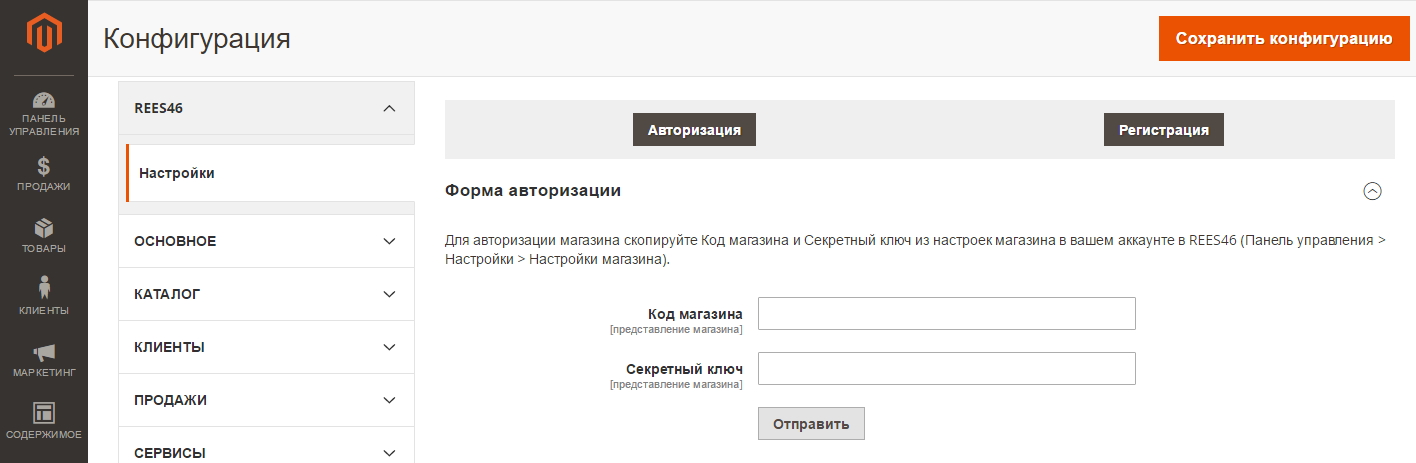 Конфигурация
Сохранить конфигурацию
ПАНЕЛЬ
УПРАВЛЕНИЯ
ПРОДАЖИ
ТОВАРЫ
КЛИЕНТЫ
МАРКЕТИНГ
СОДЕРЖИМОЕ
REES46
Настройки
ОСНОВНОЕ
КАТАЛОГ
КЛИЕНТЫ
ПРОДАЖИ
СЕРВИСЫ
Авторизация
Регистрация
Форма авторизации
Для авторизации магазина скопируйте Код магазина и Секретный ключ из настроек магазина в вашем аккаунте в REES46 (Панель управления >
Настройки > Настройки магазина).
Код магазина
[представление магазина]
Секретный ключ
[представление магазина]
Отправить